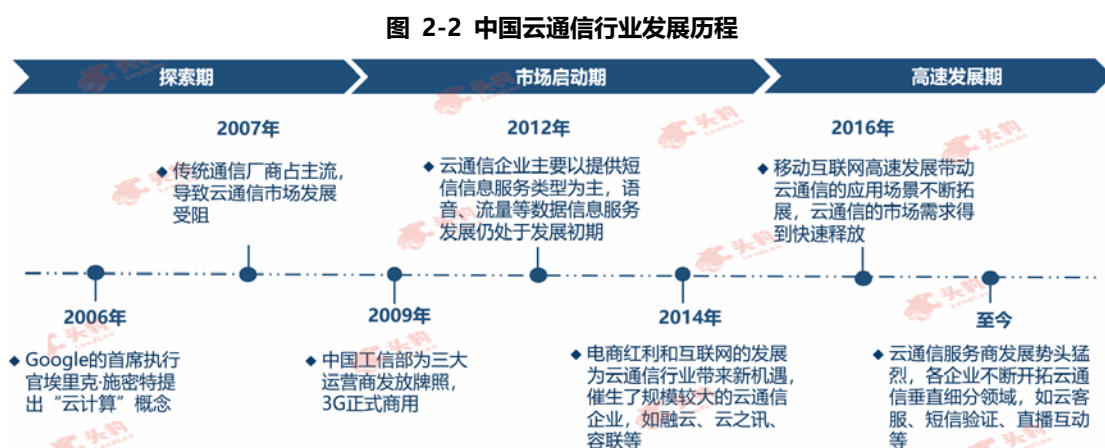 图 2-2 中国云通信行业发展历程
探索期
市场启动期
高速发展期
2007年
传统通信厂商占主流，
导致云通信市场发展
受阻
2012年
云通信企业主要以提供短
信信息服务类型为主，语
音、流量等数据信息服务
发展仍处于发展初期
2016年
移动互联网高速发展带动
云通信的应用场景不断拓
展，云通信的市场需求得
到快速释放
2006年
Google的首席执行
官埃里克·施密特提
出“云计算”概念
2009年
中国工信部为三大
运营商发放牌照，
3G正式商用
2014年
电商红利和互联网的发展
为云通信行业带来新机遇，
催生了规模较大的云通信
企业，如融云、云之讯、
容联等
至今
云通信服务商发展势头猛
烈，各企业不断开拓云通
信垂直细分领域，如云客
服、短信验证、直播互动
等
头豹
LeadLeo